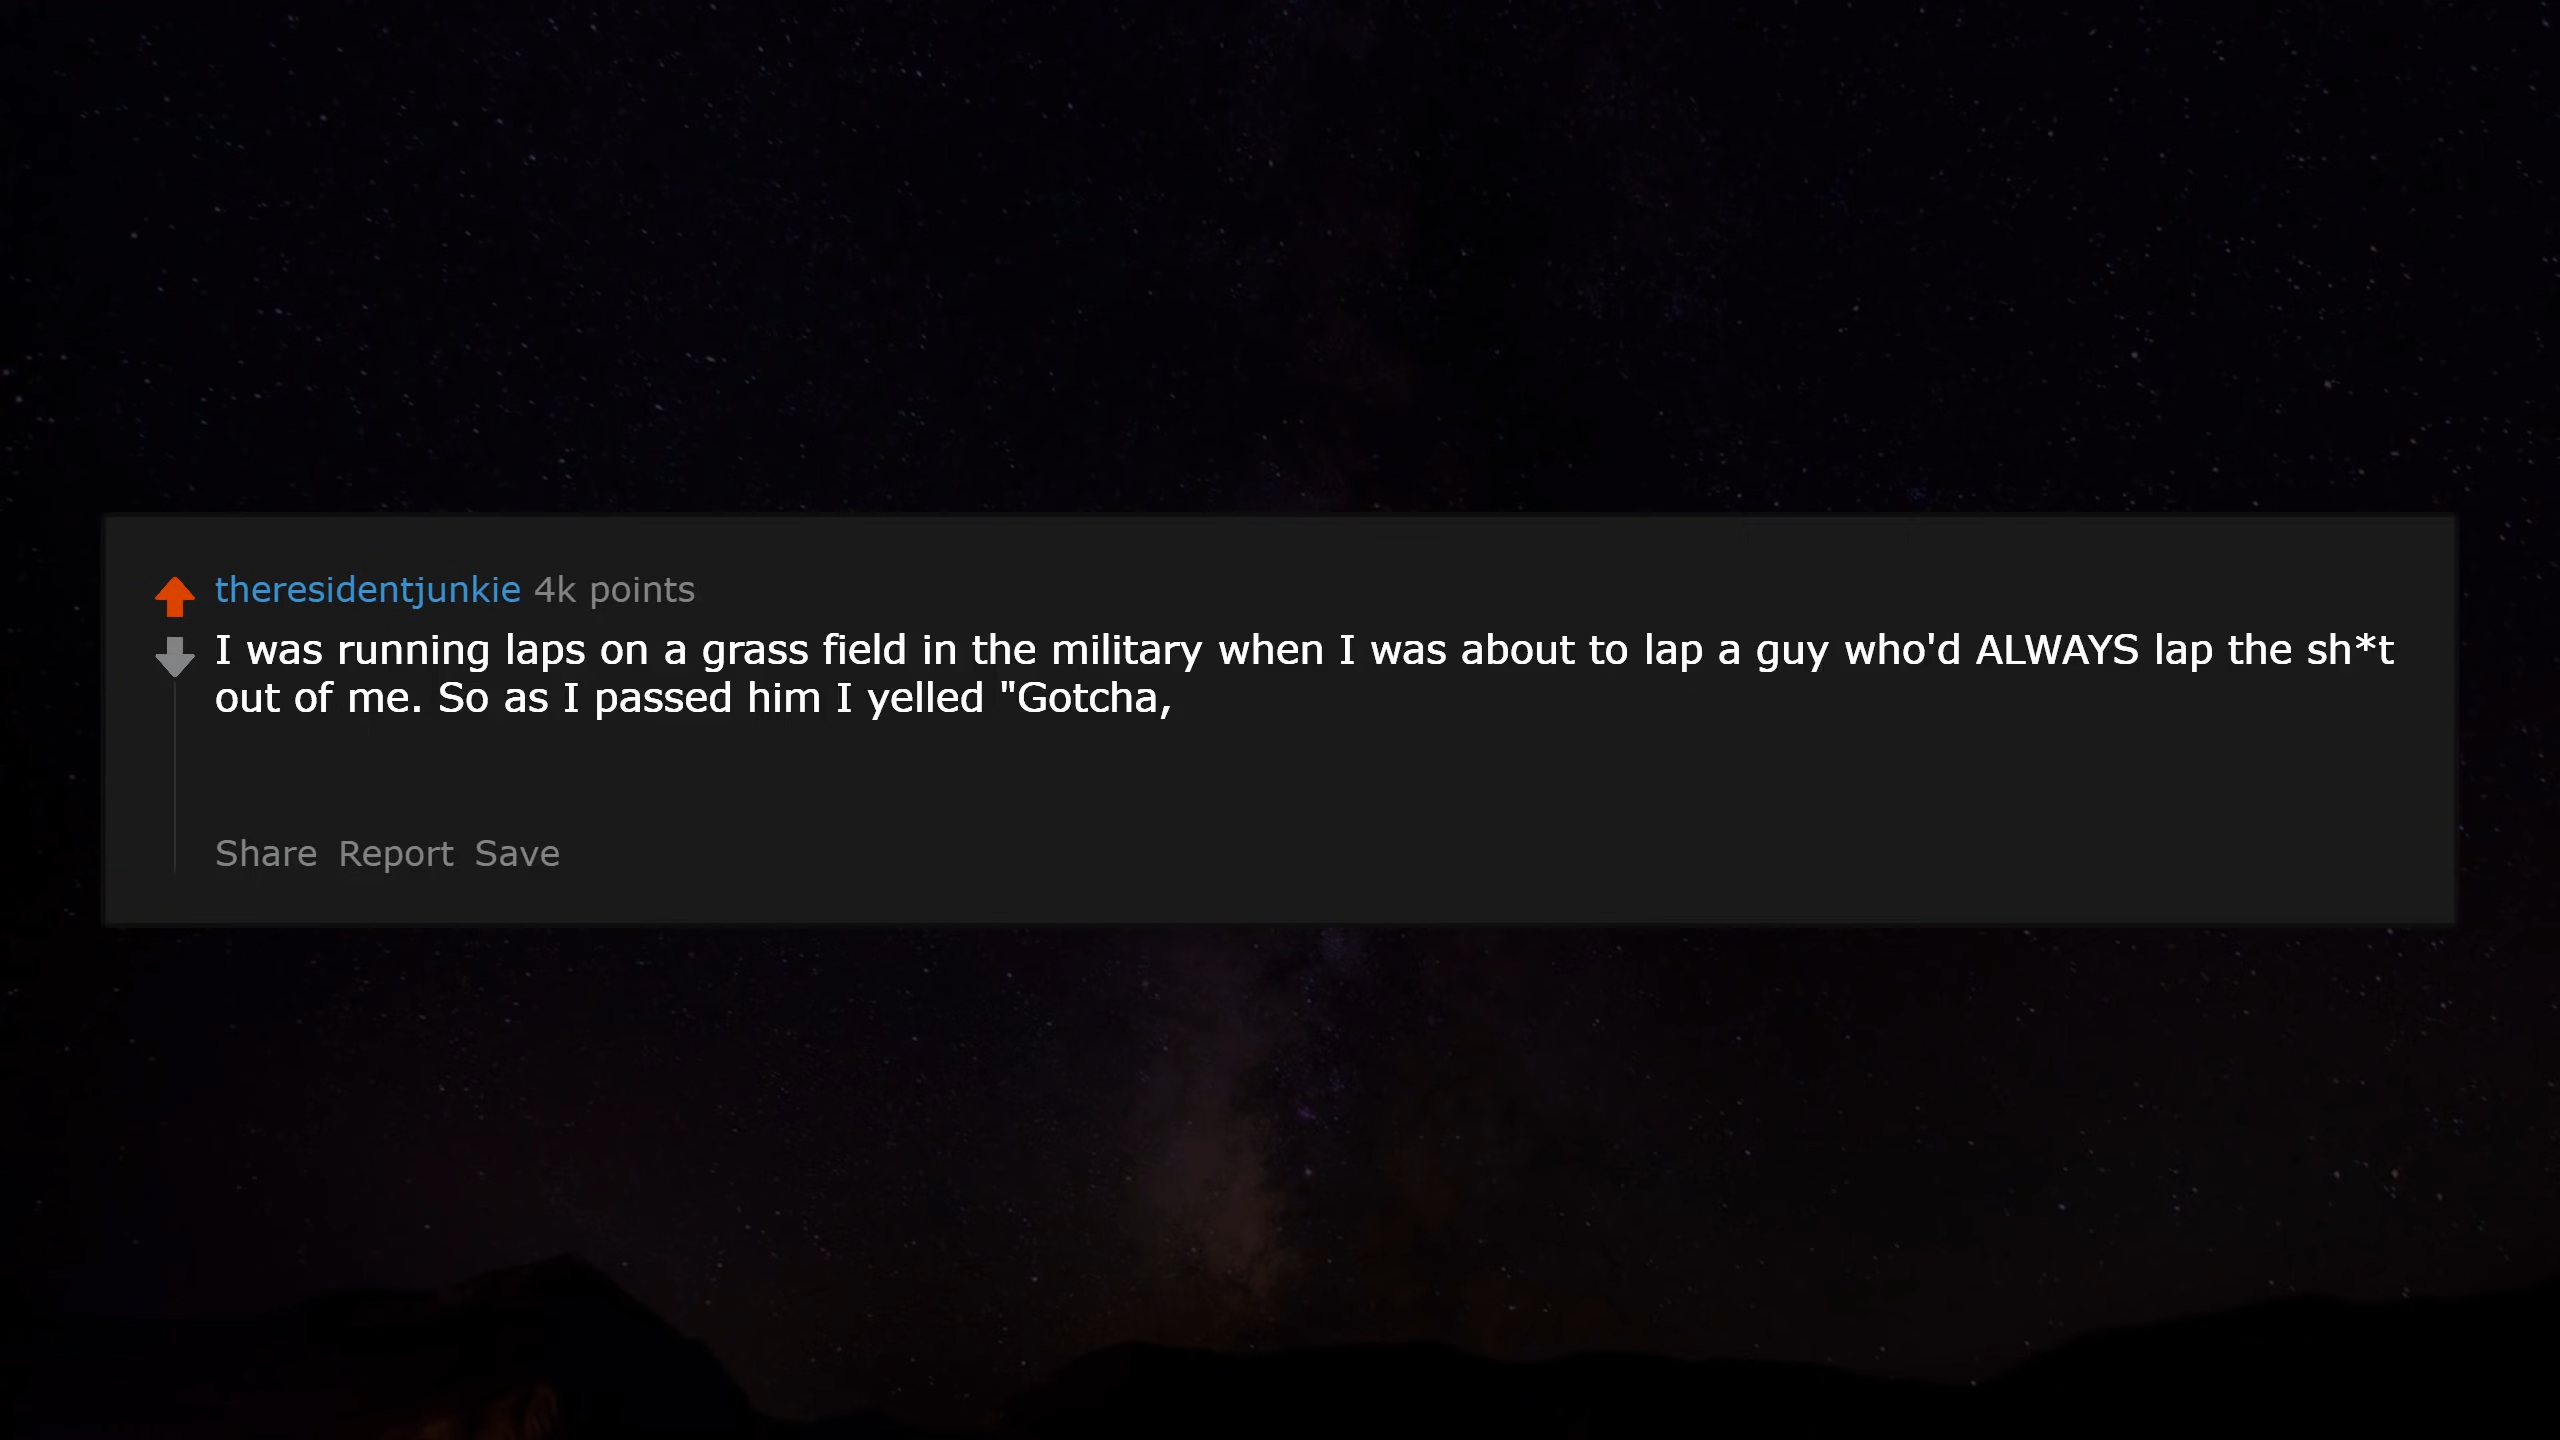 theresidentjunkie 4k points
I was running laps on a grass field in the military when I was about to lap a guy who'd ALWAYS lap the sh*t
out of me. So as I passed him I yelled "Gotcha,
Share Report Save